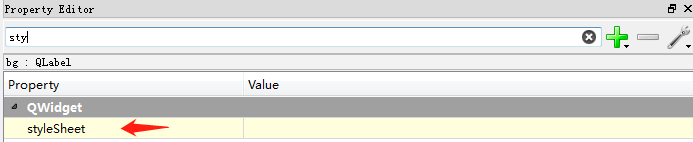 Property Editor
sty
bg : QLabel
Property Value
QWidget
styleSheet